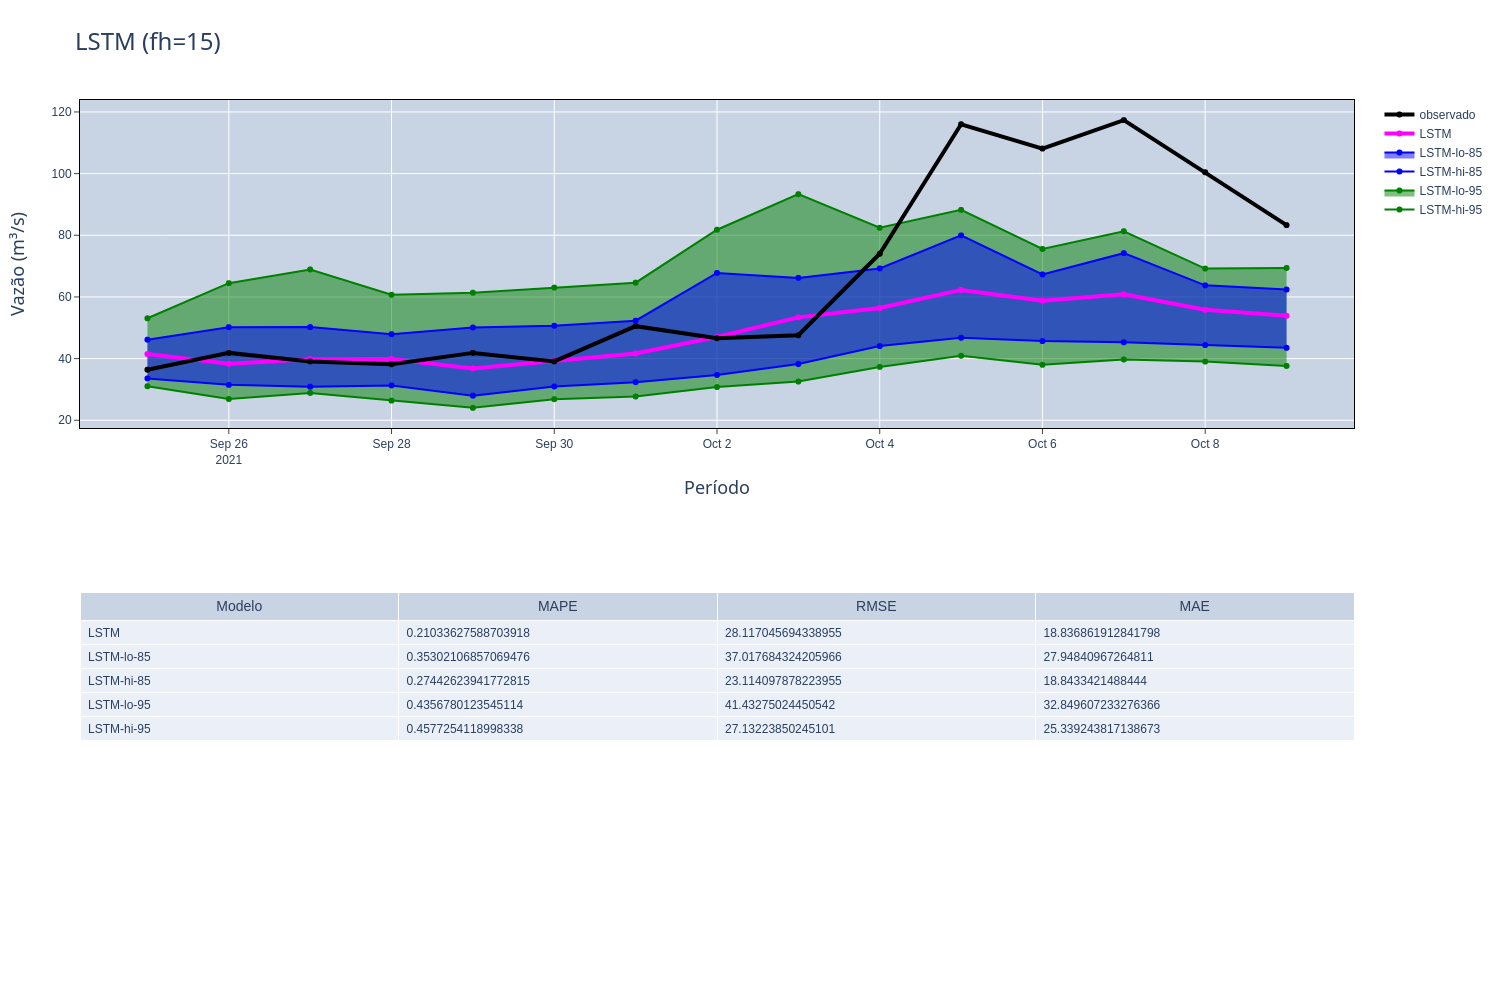 LSTM (fh=15)
120
100
80
60
40
20
Vazão (m³/s)
Sep 26
2021
Sep 28
Sep 30
Oct 2
Oct 4
Oct 6
Oct 8
Período
observado
LSTM
LSTM-lo-85
LSTM-hi-85
LSTM-lo-95
LSTM-hi-95
Modelo MAPE RMSE MAE
LSTM 0.21033627588703918 28.117045694338955 18.836861912841798
LSTM-lo-85 0.35302106857069476 37.017684324205966 27.94840967264811
LSTM-hi-85 0.27442623941772815 23.114097878223955 18.8433421488444
LSTM-lo-95 0.4356780123545114 41.43275024450542 32.849607233276366
LSTM-hi-95 0.4577254118998338 27.13223850245101 25.339243817138673